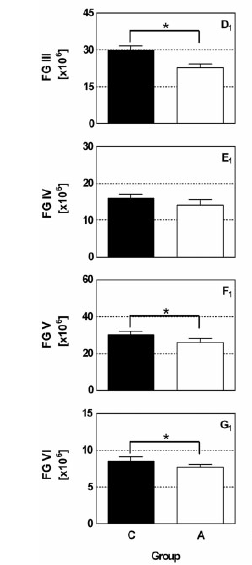 D₁
*
FG III
[x10⁶]
45
30
15
0
E₁
FG IV
[x10⁶]
30
20
10
0
F₁
*
FG V
[x10⁶]
60
40
20
0
G₁
*
FG VI
[x10⁶]
15
10
5
0
C A
Group